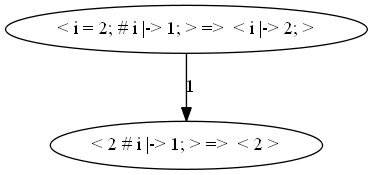 < i = 2; # i |-> 1; > => < i |-> 2; >
1
< 2 # i |-> 1; > => < 2 >